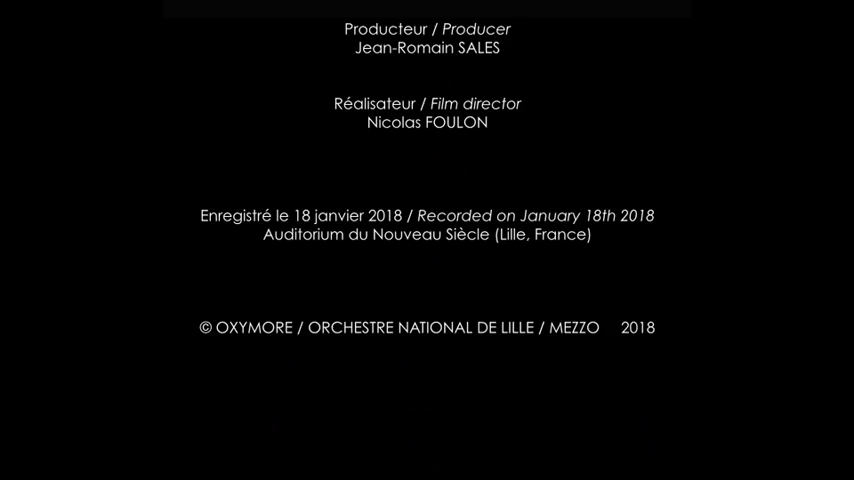 Producteur / Producer
Jean-Romain SALES
Réalisateur / Film director
Nicolas FOULON
Enregistré le 18 janvier 2018 / Recorded on January 18th 2018
Auditorium du Nouveau Siècle (Lille, France)
© OXYMORE / ORCHESTRE NATIONAL DE LILLE / MEZZO 2018